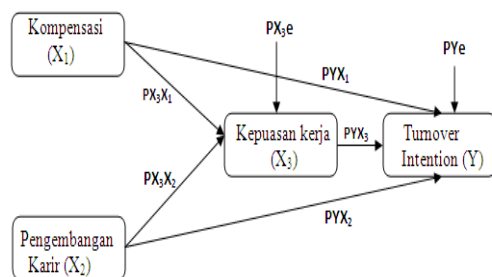 Kompensasi
(X₁)
PX₃e
PYe
PYX₁
PX₃X₁
Kepuasan kerja
(X₃)
PYX₃
Turnover
Intention (Y)
PX₃X₂
PYX₂
Pengembangan
Karir (X₂)